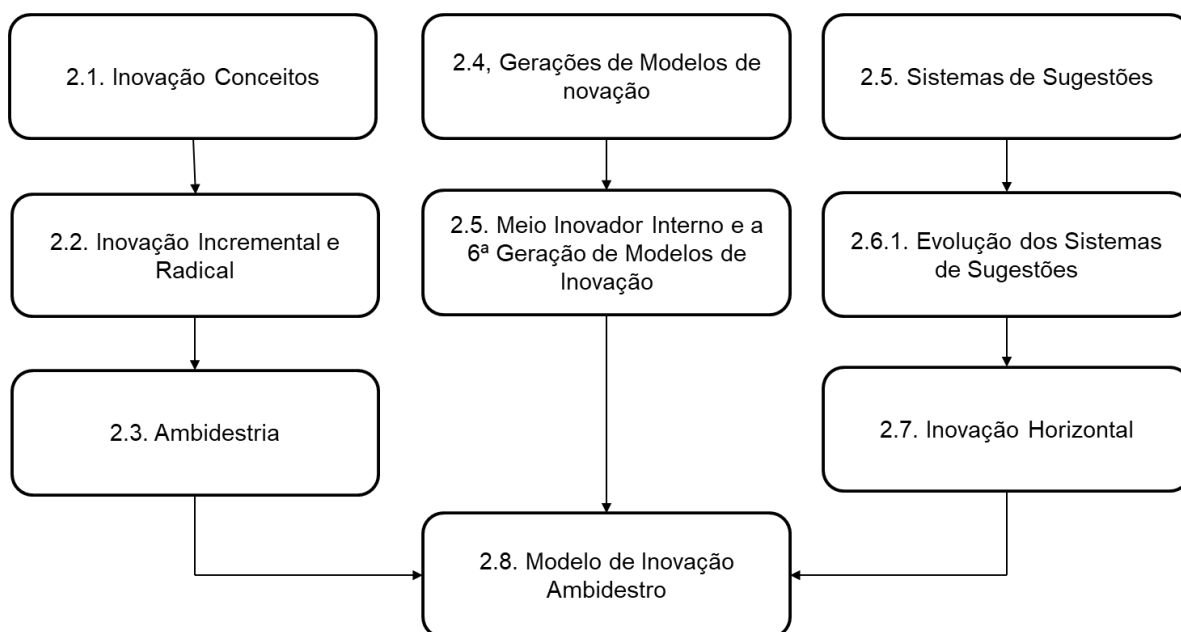 2.1. Inovação Conceitos
2.4, Gerações de Modelos de
novação
2.5. Sistemas de Sugestões
2.2. Inovação Incremental e
Radical
2.5. Meio Inovador Interno e a
6ª Geração de Modelos de
Inovação
2.6.1. Evolução dos Sistemas
de Sugestões
2.3. Ambidestria
2.7. Inovação Horizontal
2.8. Modelo de Inovação
Ambidestro